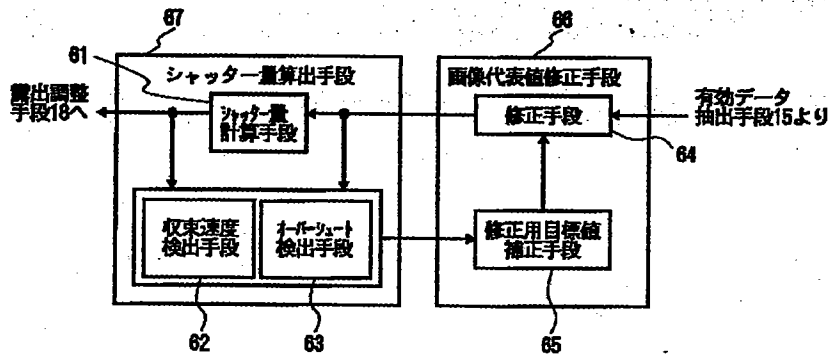 67
61
シャッター量算出手段
露出調整
手段18へ
シャッター量
計算手段
収束速度
検出手段
オーバーシュート
検出手段
62
63
66
画像代表値修正手段
修正手段
有効データ
抽出手段15より
64
修正用目標値
補正手段
65